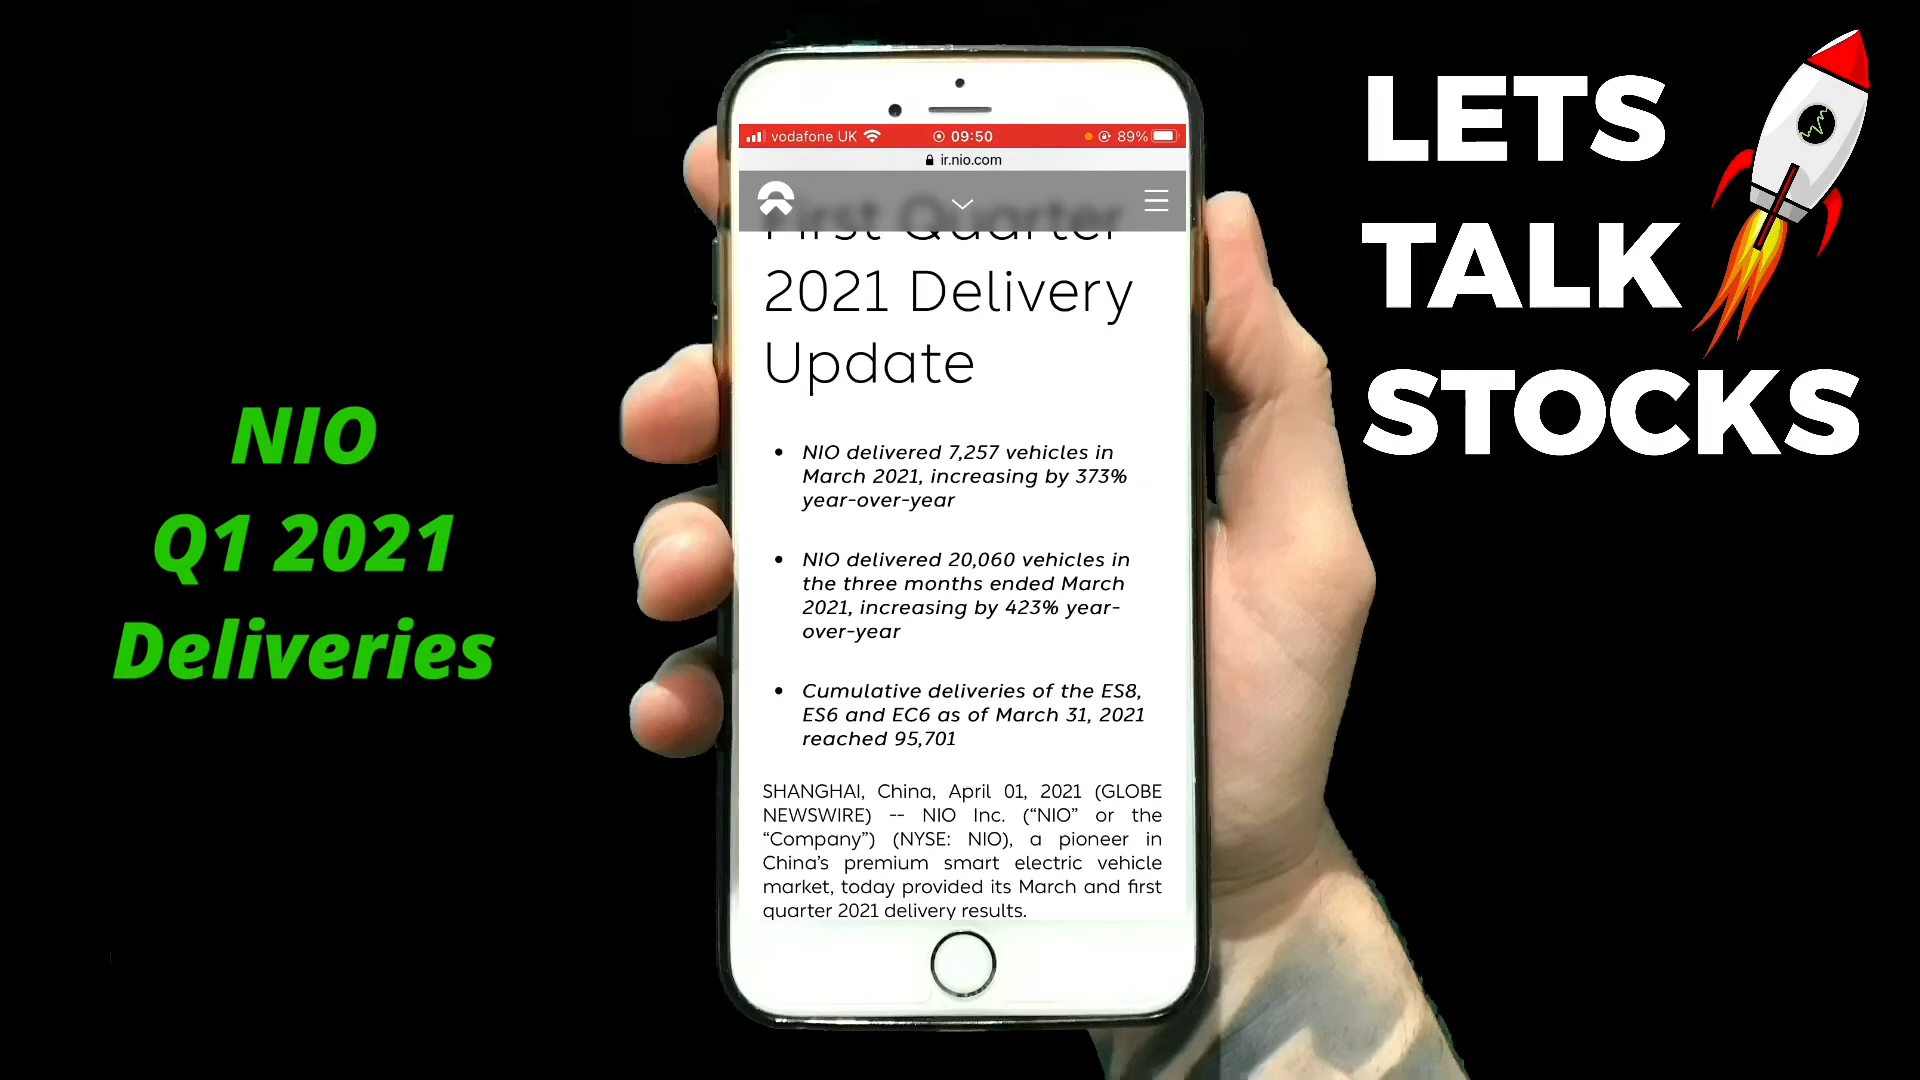 NIO
Q1 2021
Deliveries
vodafone UK
09:50
89%
ir.nio.com
First Quarter
2021 Delivery
Update
• NIO delivered 7,257 vehicles in
March 2021, increasing by 373%
year-over-year
• NIO delivered 20,060 vehicles in
the three months ended March
2021, increasing by 423% year-
over-year
• Cumulative deliveries of the ES8,
ES6 and EC6 as of March 31, 2021
reached 95,701
SHANGHAI, China, April 01, 2021 (GLOBE
NEWSWIRE) -- NIO Inc. (“NIO” or the
“Company”) (NYSE: NIO), a pioneer in
China’s premium smart electric vehicle
market, today provided its March and first
quarter 2021 delivery results.
LETS
TALK
STOCKS